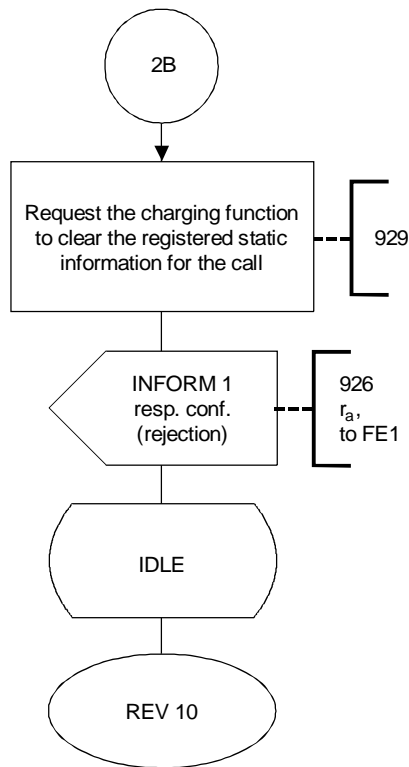 2B
Request the charging function
to clear the registered static
information for the call
929
INFORM 1
resp. conf.
(rejection)
926
rₐ,
to FE1
IDLE
REV 10